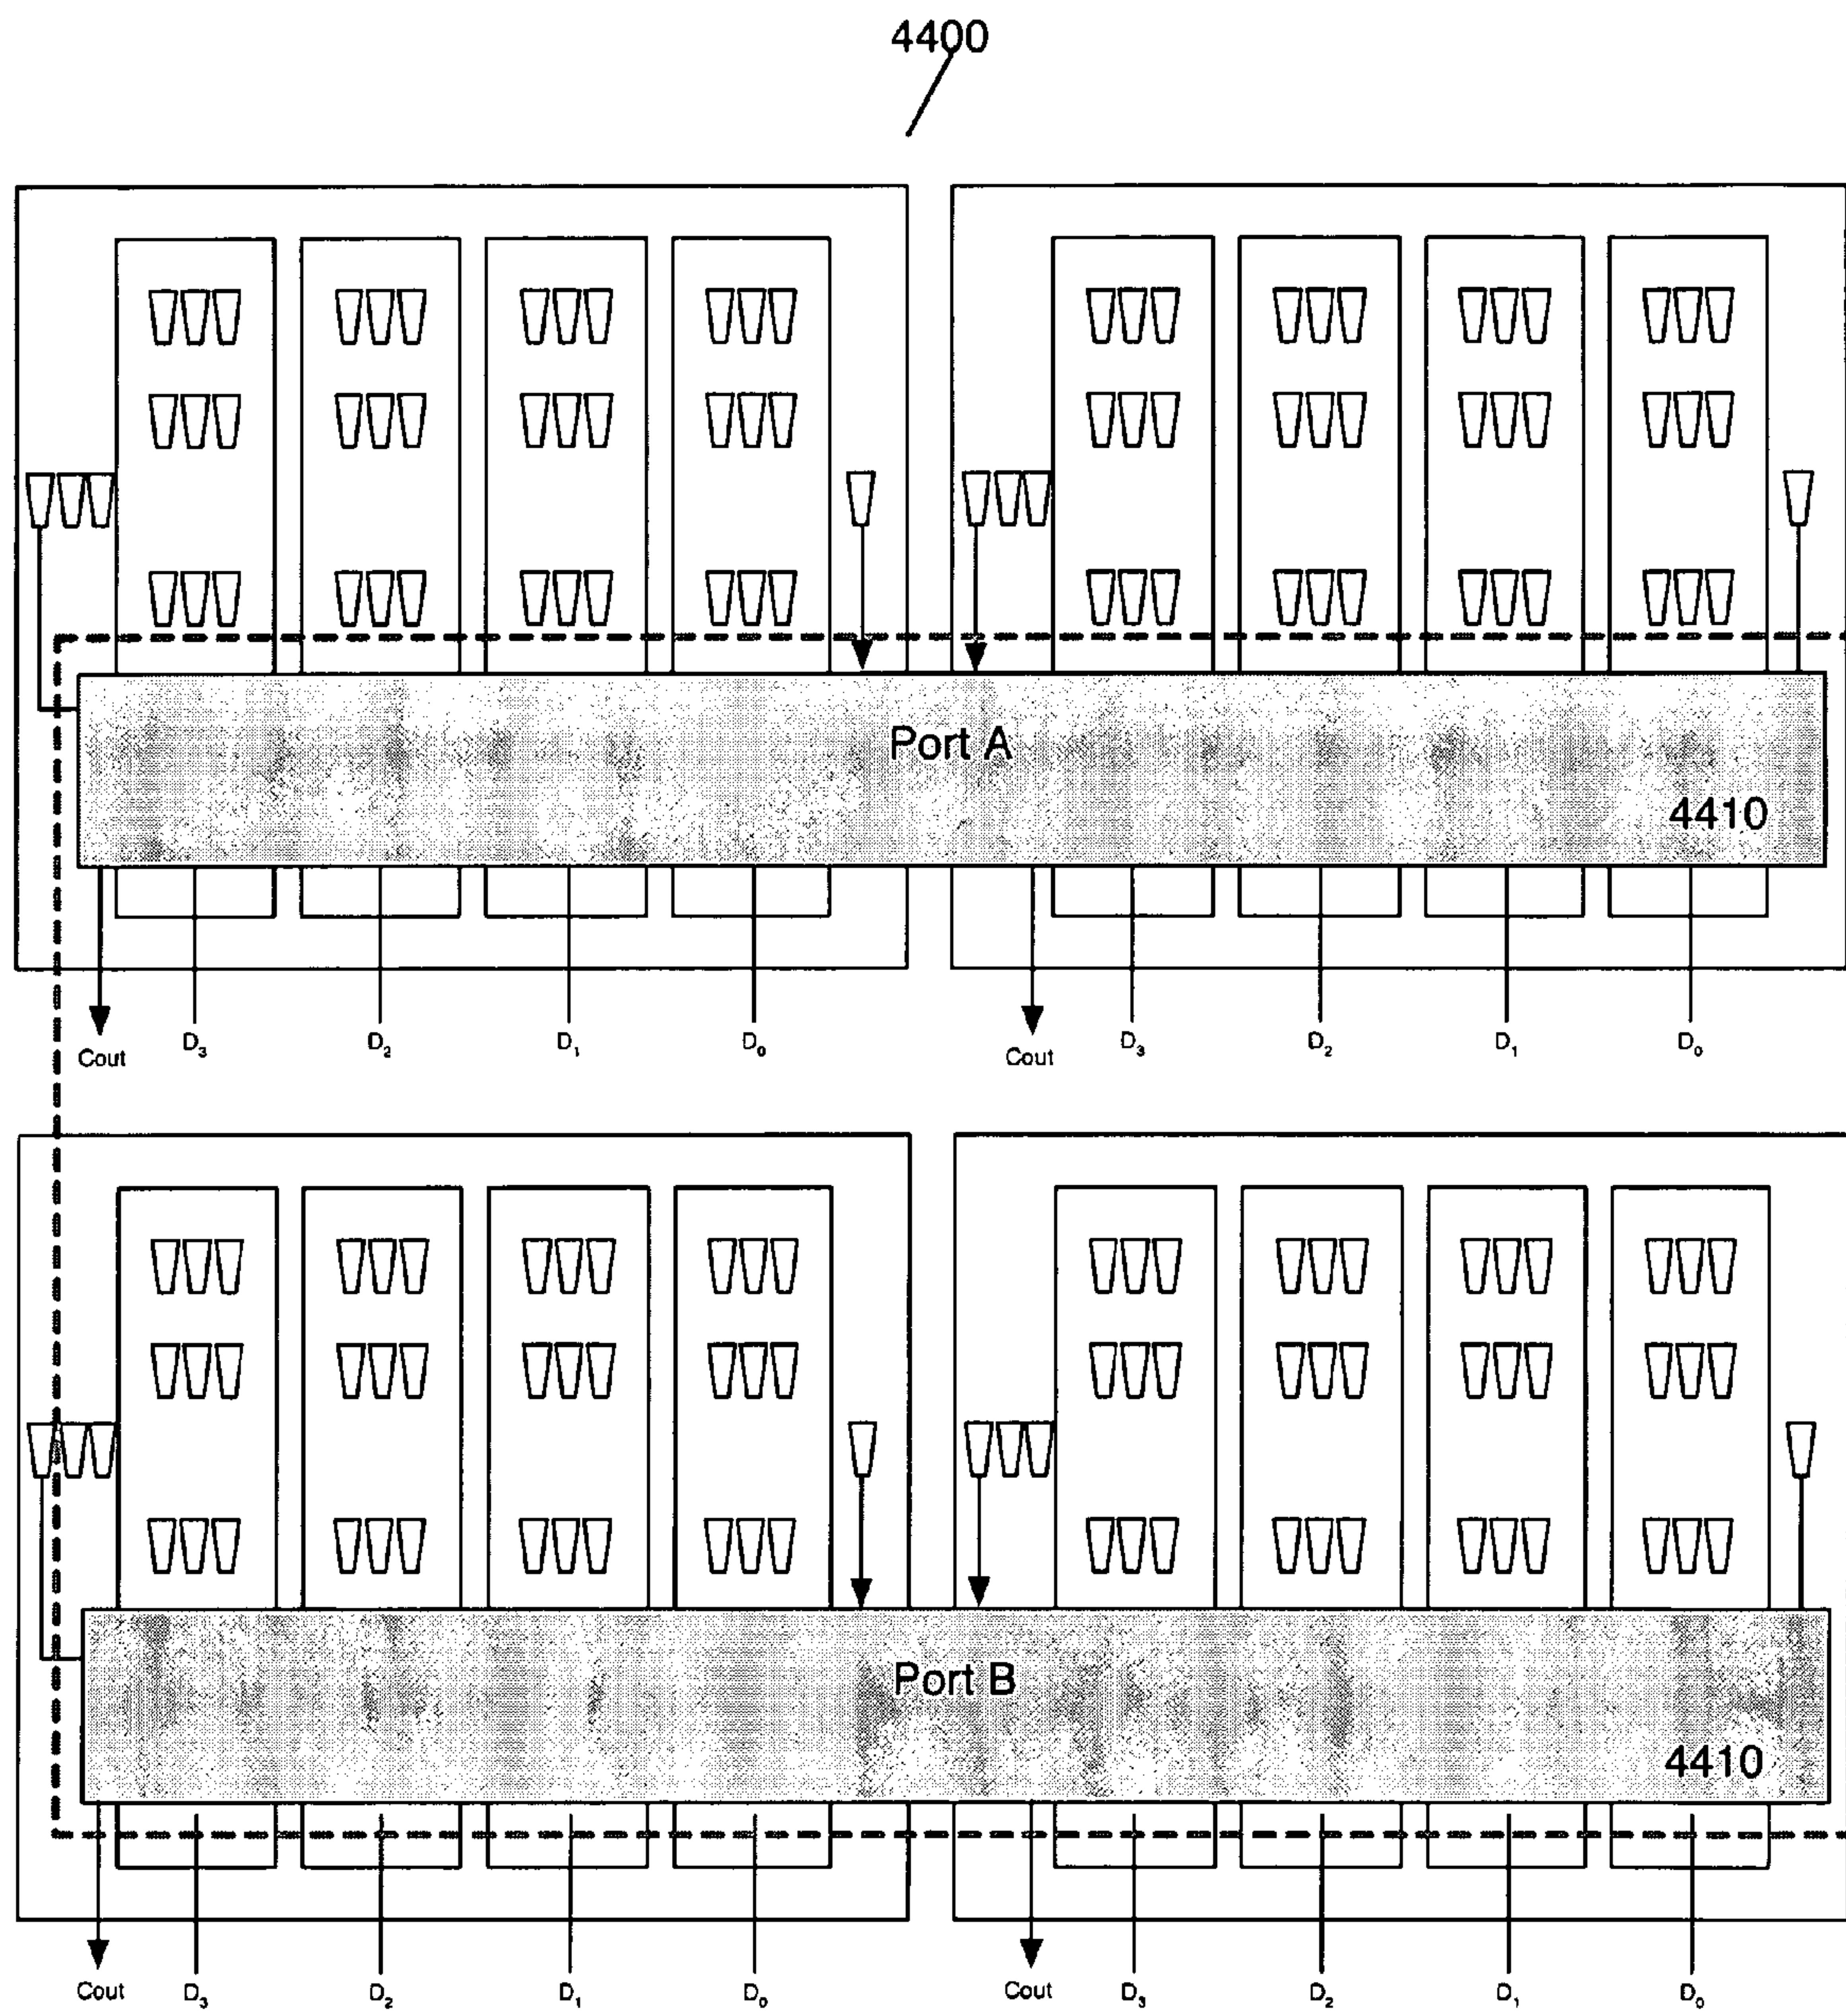 4400
Port A
4410
Cout D₃ D₂ D₁ D₀ Cout D₃ D₂ D₁ D₀
Port B
4410
Cout D₃ D₂ D₁ D₀ Cout D₃ D₂ D₁ D₀